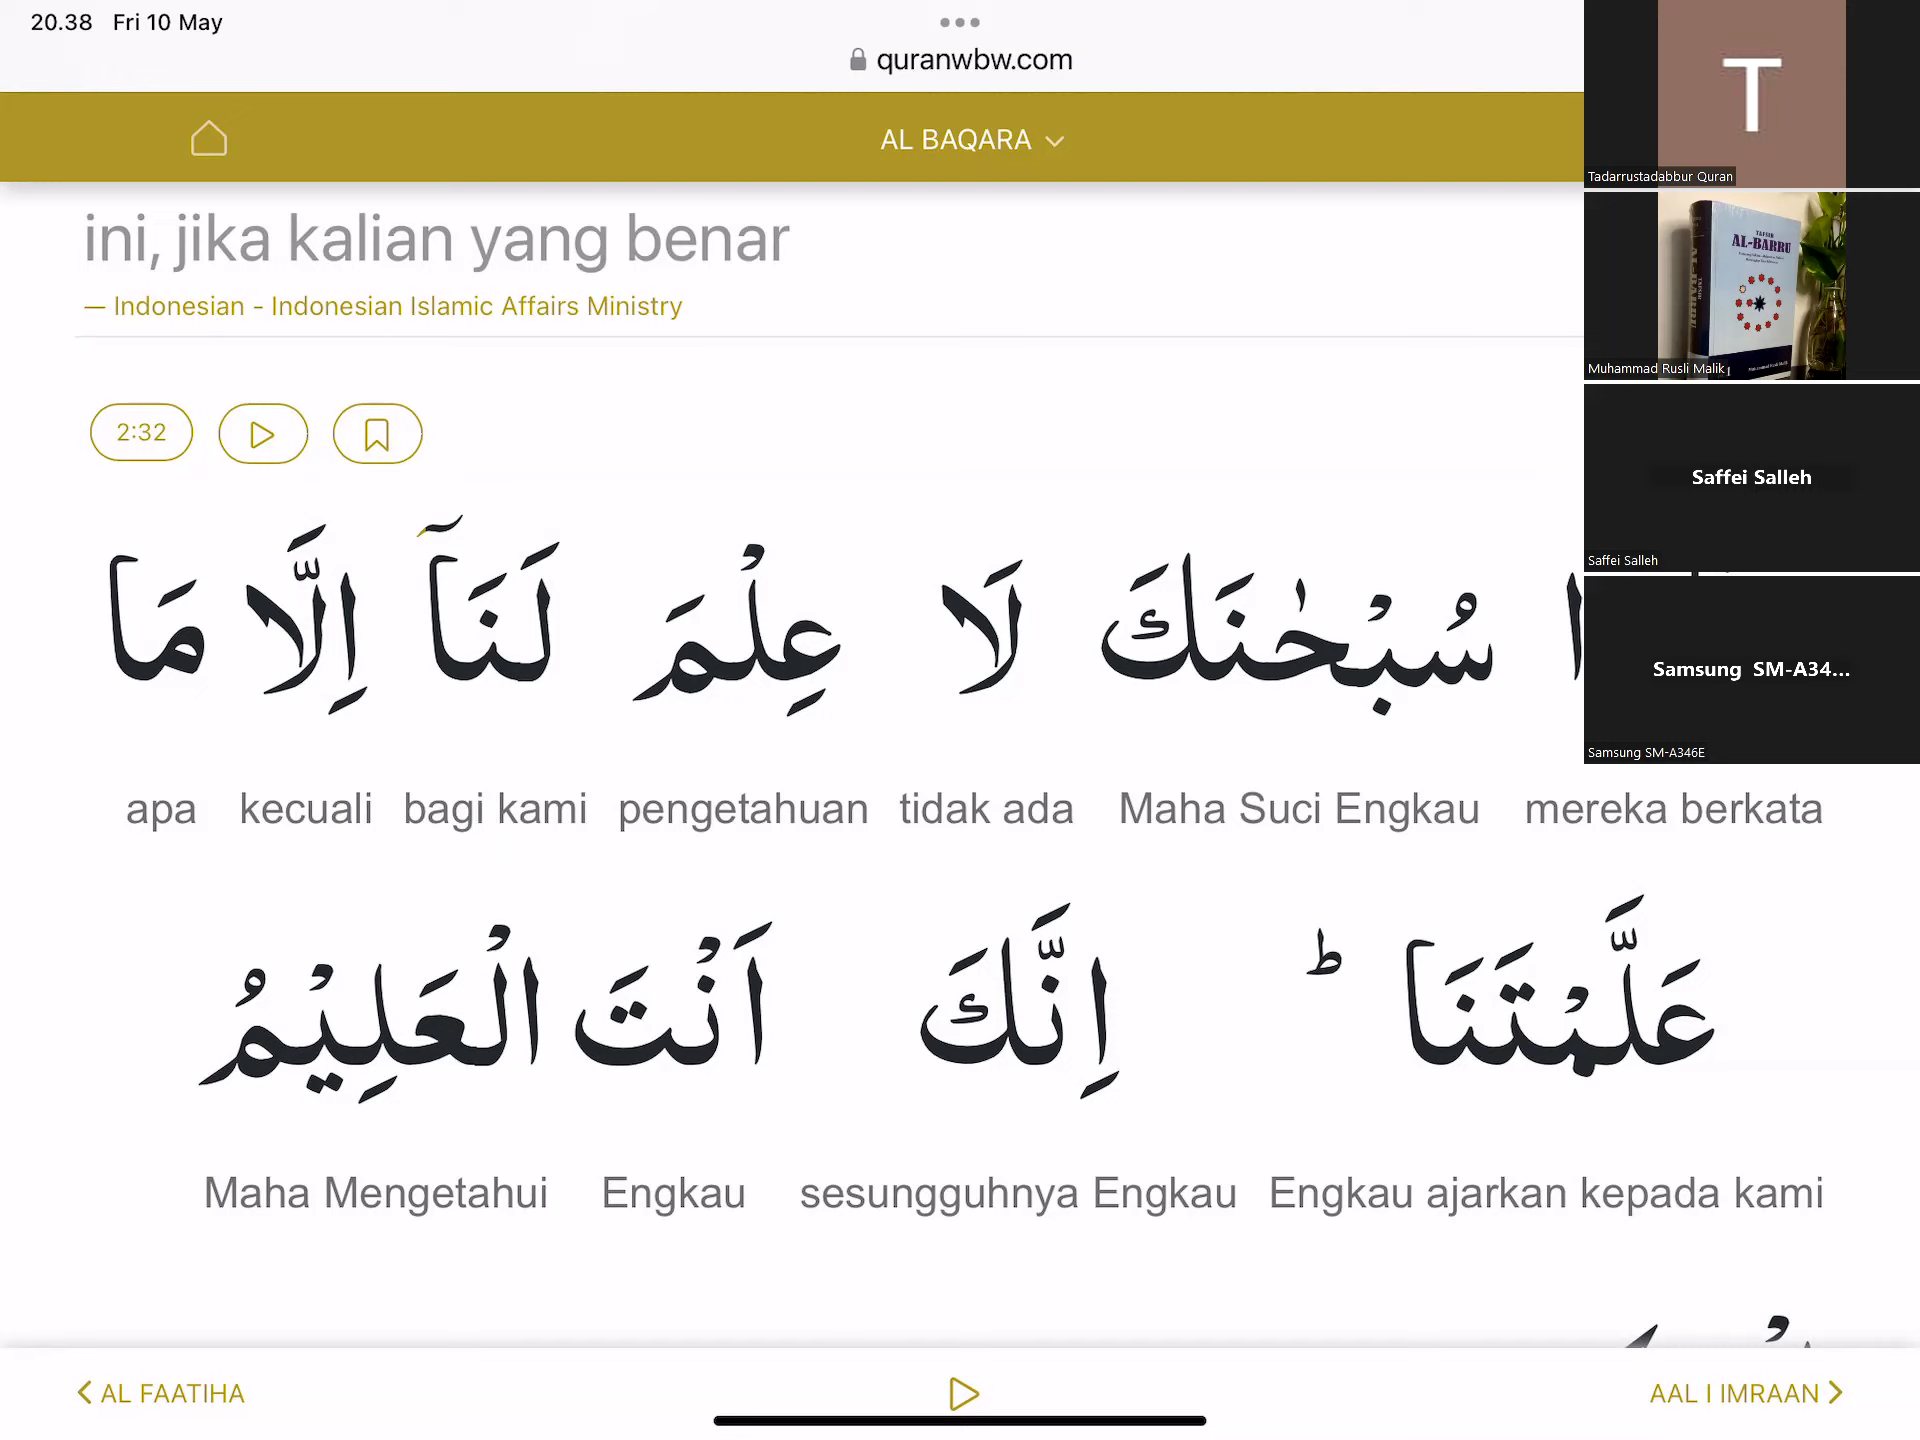 20.38 Fri 10 May
quranwbw.com
AL BAQARA
ini, jika kalian yang benar
— Indonesian - Indonesian Islamic Affairs Ministry
2:32
سُبْحٰنَكَ لَا عِلْمَ لَنَآ اِلَّا مَا
apa kecuali bagi kami pengetahuan tidak ada Maha Suci Engkau mereka berkata
عَلَّمْتَنَا ؕ اِنَّكَ اَنْتَ الْعَلِيْمُ
Maha Mengetahui Engkau sesungguhnya Engkau Engkau ajarkan kepada kami
AL FAATIHA
AAL I IMRAAN
T
Tadarrustadabbur Quran
TAFSIR
AL-BARRU
Muhammad Rusli Malik
Saffei Salleh
Saffei Salleh
Samsung SM-A34...
Samsung SM-A346E